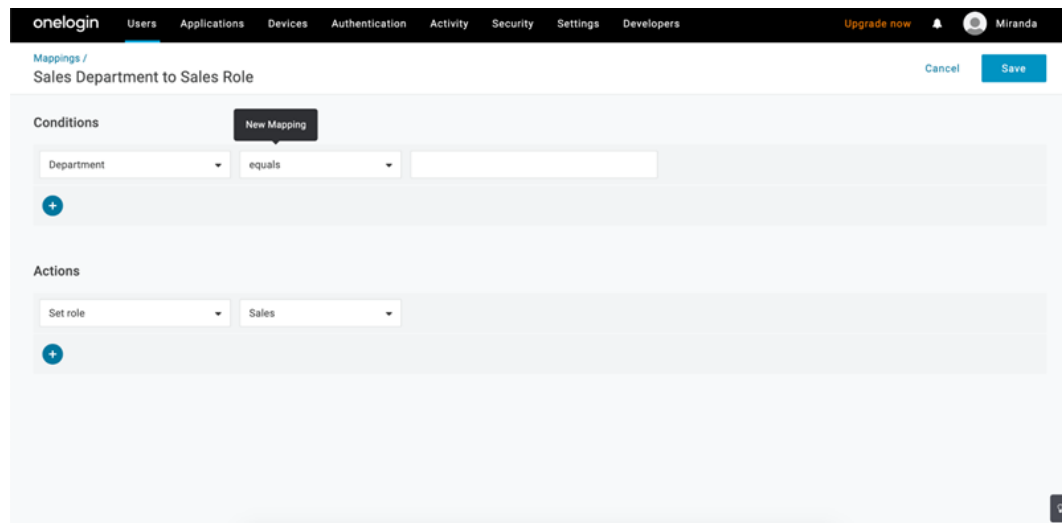 onelogin Users Applications Devices Authentication Activity Security Settings Developers Upgrade now Miranda
Mappings /
Sales Department to Sales Role
Cancel Save
Conditions
New Mapping
Department equals
Actions
Set role Sales